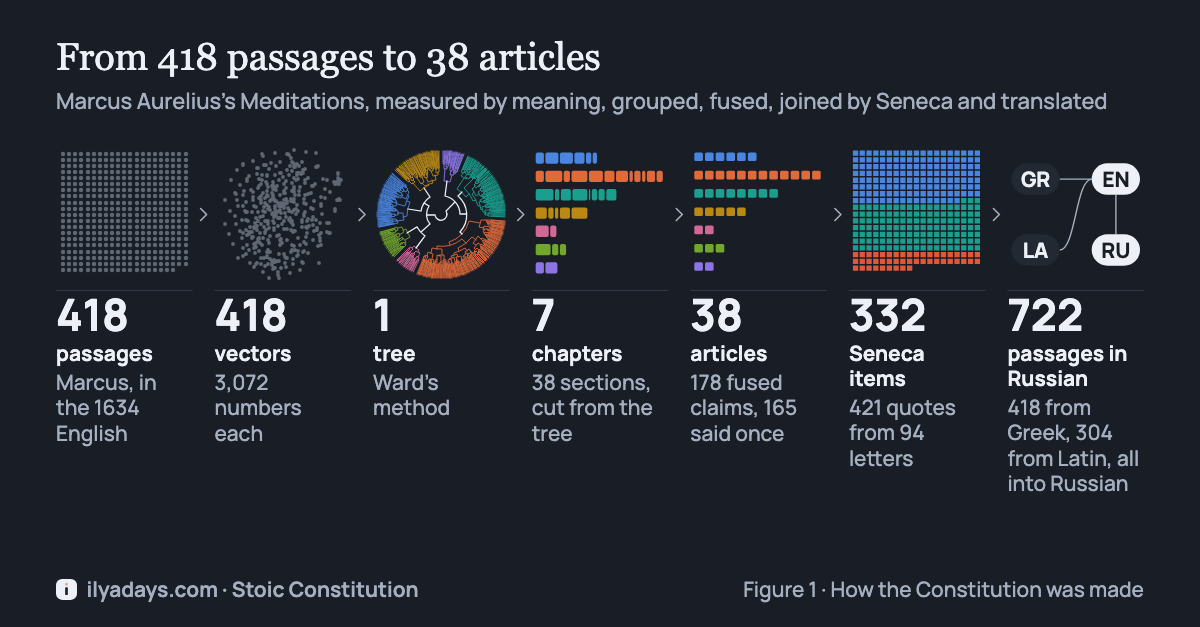 From 418 passages to 38 articles
Marcus Aurelius's Meditations, measured by meaning, grouped, fused, joined by Seneca and translated
GR
EN
LA
RU
418
passages
Marcus, in
the 1634
English
418
vectors
3,072
numbers
each
1
tree
Ward's
method
7
chapters
38 sections,
cut from the
tree
38
articles
178 fused
claims, 165
said once
332
Seneca
items
421 quotes
from 94
letters
722
passages in
Russian
418 from
Greek, 304
from Latin, all
into Russian
i
ilyadays.com · Stoic Constitution
Figure 1 · How the Constitution was made